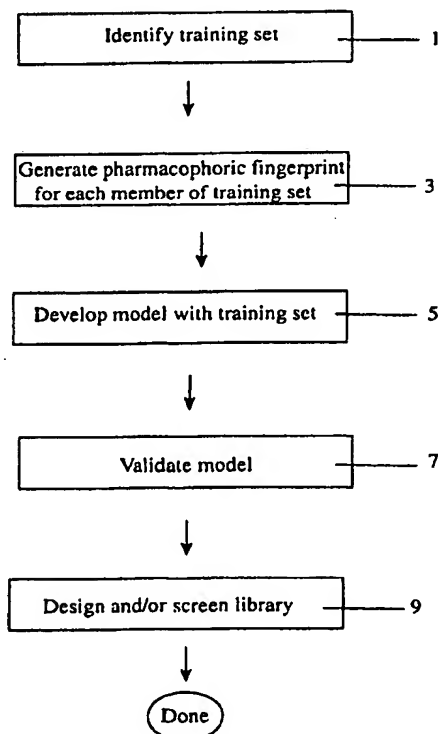 Identify training set
1
Generate pharmacophoric fingerprint
for each member of training set
3
Develop model with training set
5
Validate model
7
Design and/or screen library
9
Done